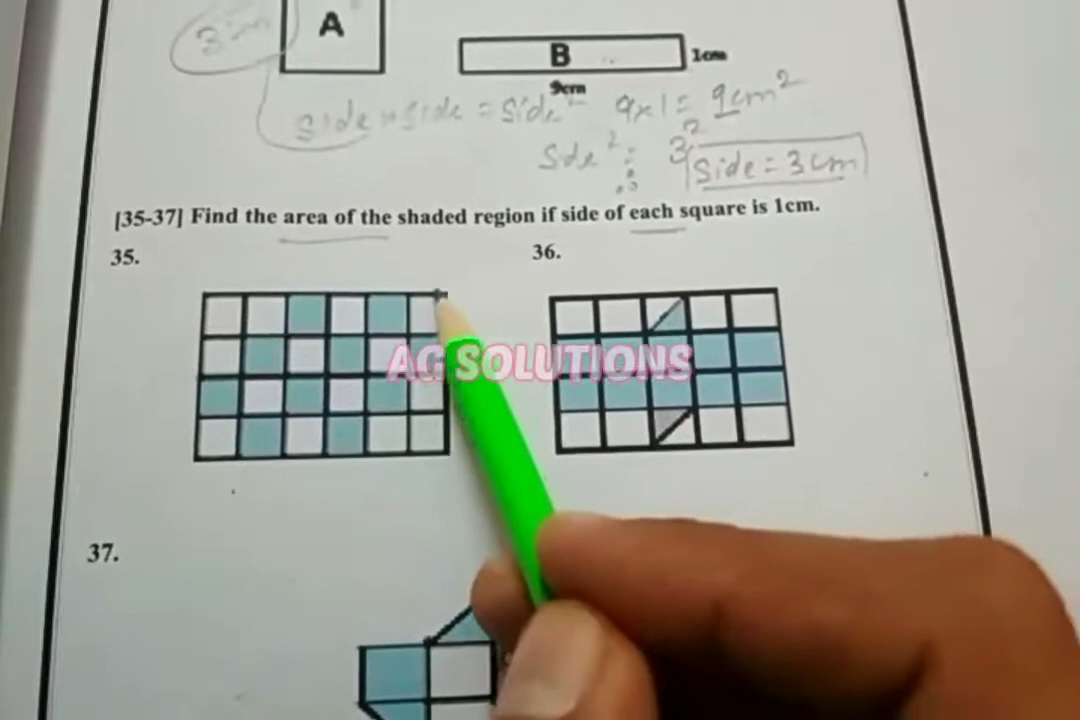 3cm
A
B
1cm
9cm
side × side = side²
9×1 = 9cm²
side² = 3²
∴ side = 3cm
[35-37] Find the area of the shaded region if side of each square is 1cm.
35.
36.
AG SOLUTIONS
37.